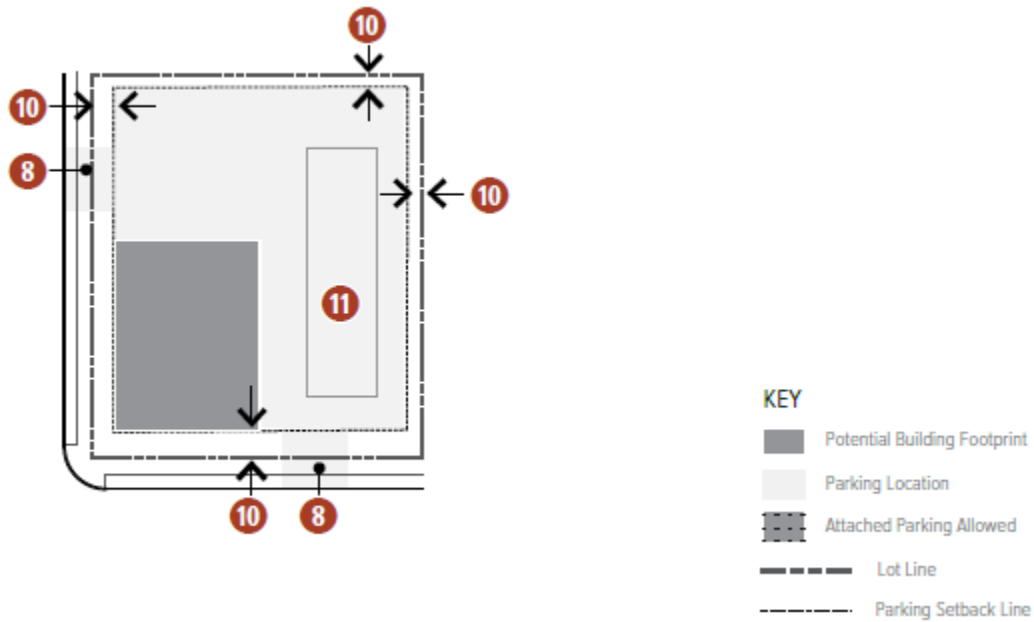 10
10
8
10
11
10
8
KEY
Potential Building Footprint
Parking Location
Attached Parking Allowed
Lot Line
Parking Setback Line